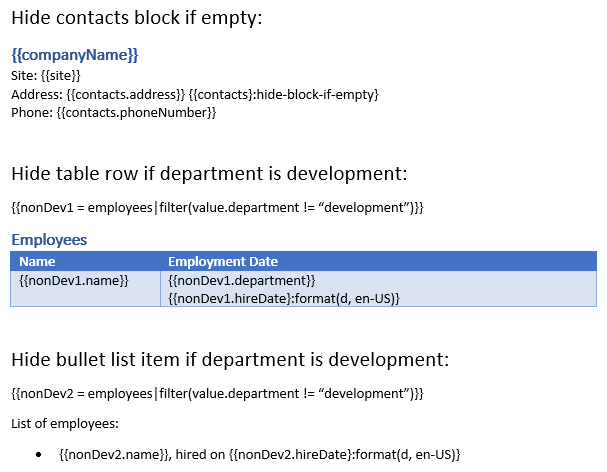 Hide contacts block if empty:
{{companyName}}
Site: {{site}}
Address: {{contacts.address}} {{contacts}:hide-block-if-empty}
Phone: {{contacts.phoneNumber}}
Hide table row if department is development:
{{nonDev1 = employees|filter(value.department != “development”)}}
Employees
Name Employment Date
{{nonDev1.name}} {{nonDev1.department}}
{{nonDev1.hireDate}:format(d, en-US)}
Hide bullet list item if department is development:
{{nonDev2 = employees|filter(value.department != “development”)}}
List of employees:
• {{nonDev2.name}}, hired on {{nonDev2.hireDate}:format(d, en-US)}